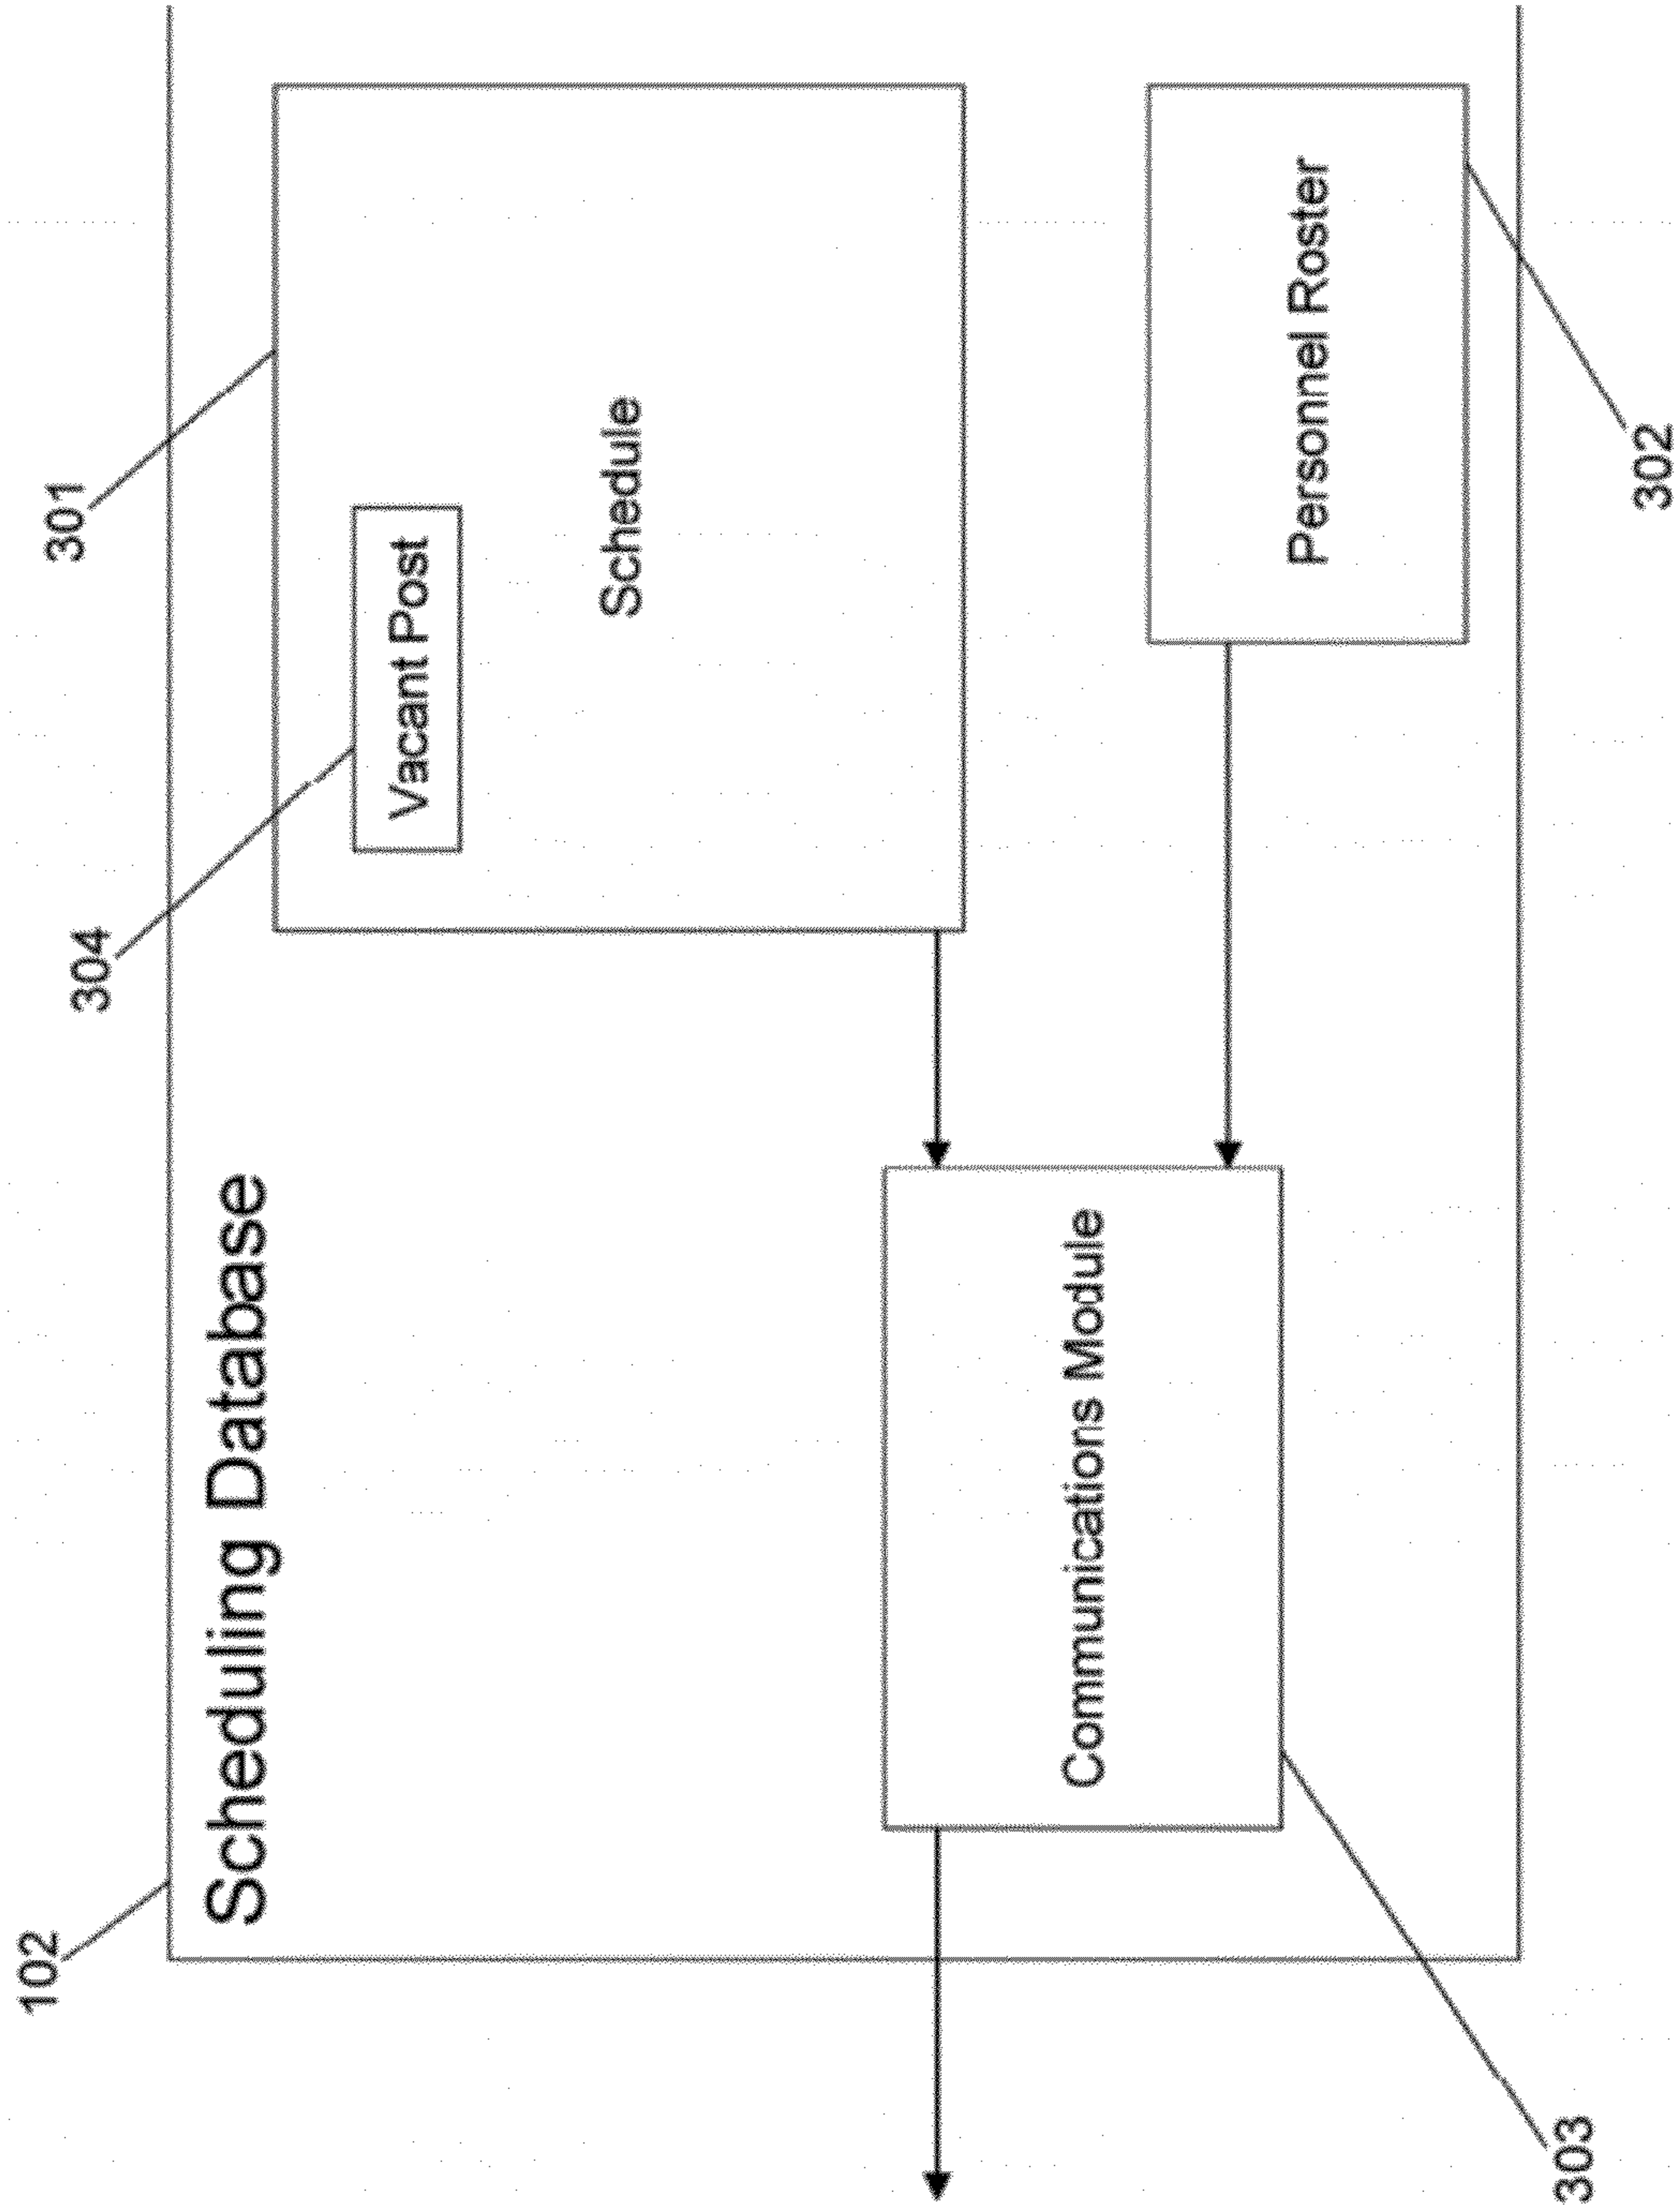 102
Scheduling Database
304
301
Vacant Post
Schedule
Communications Module
Personnel Roster
303
302